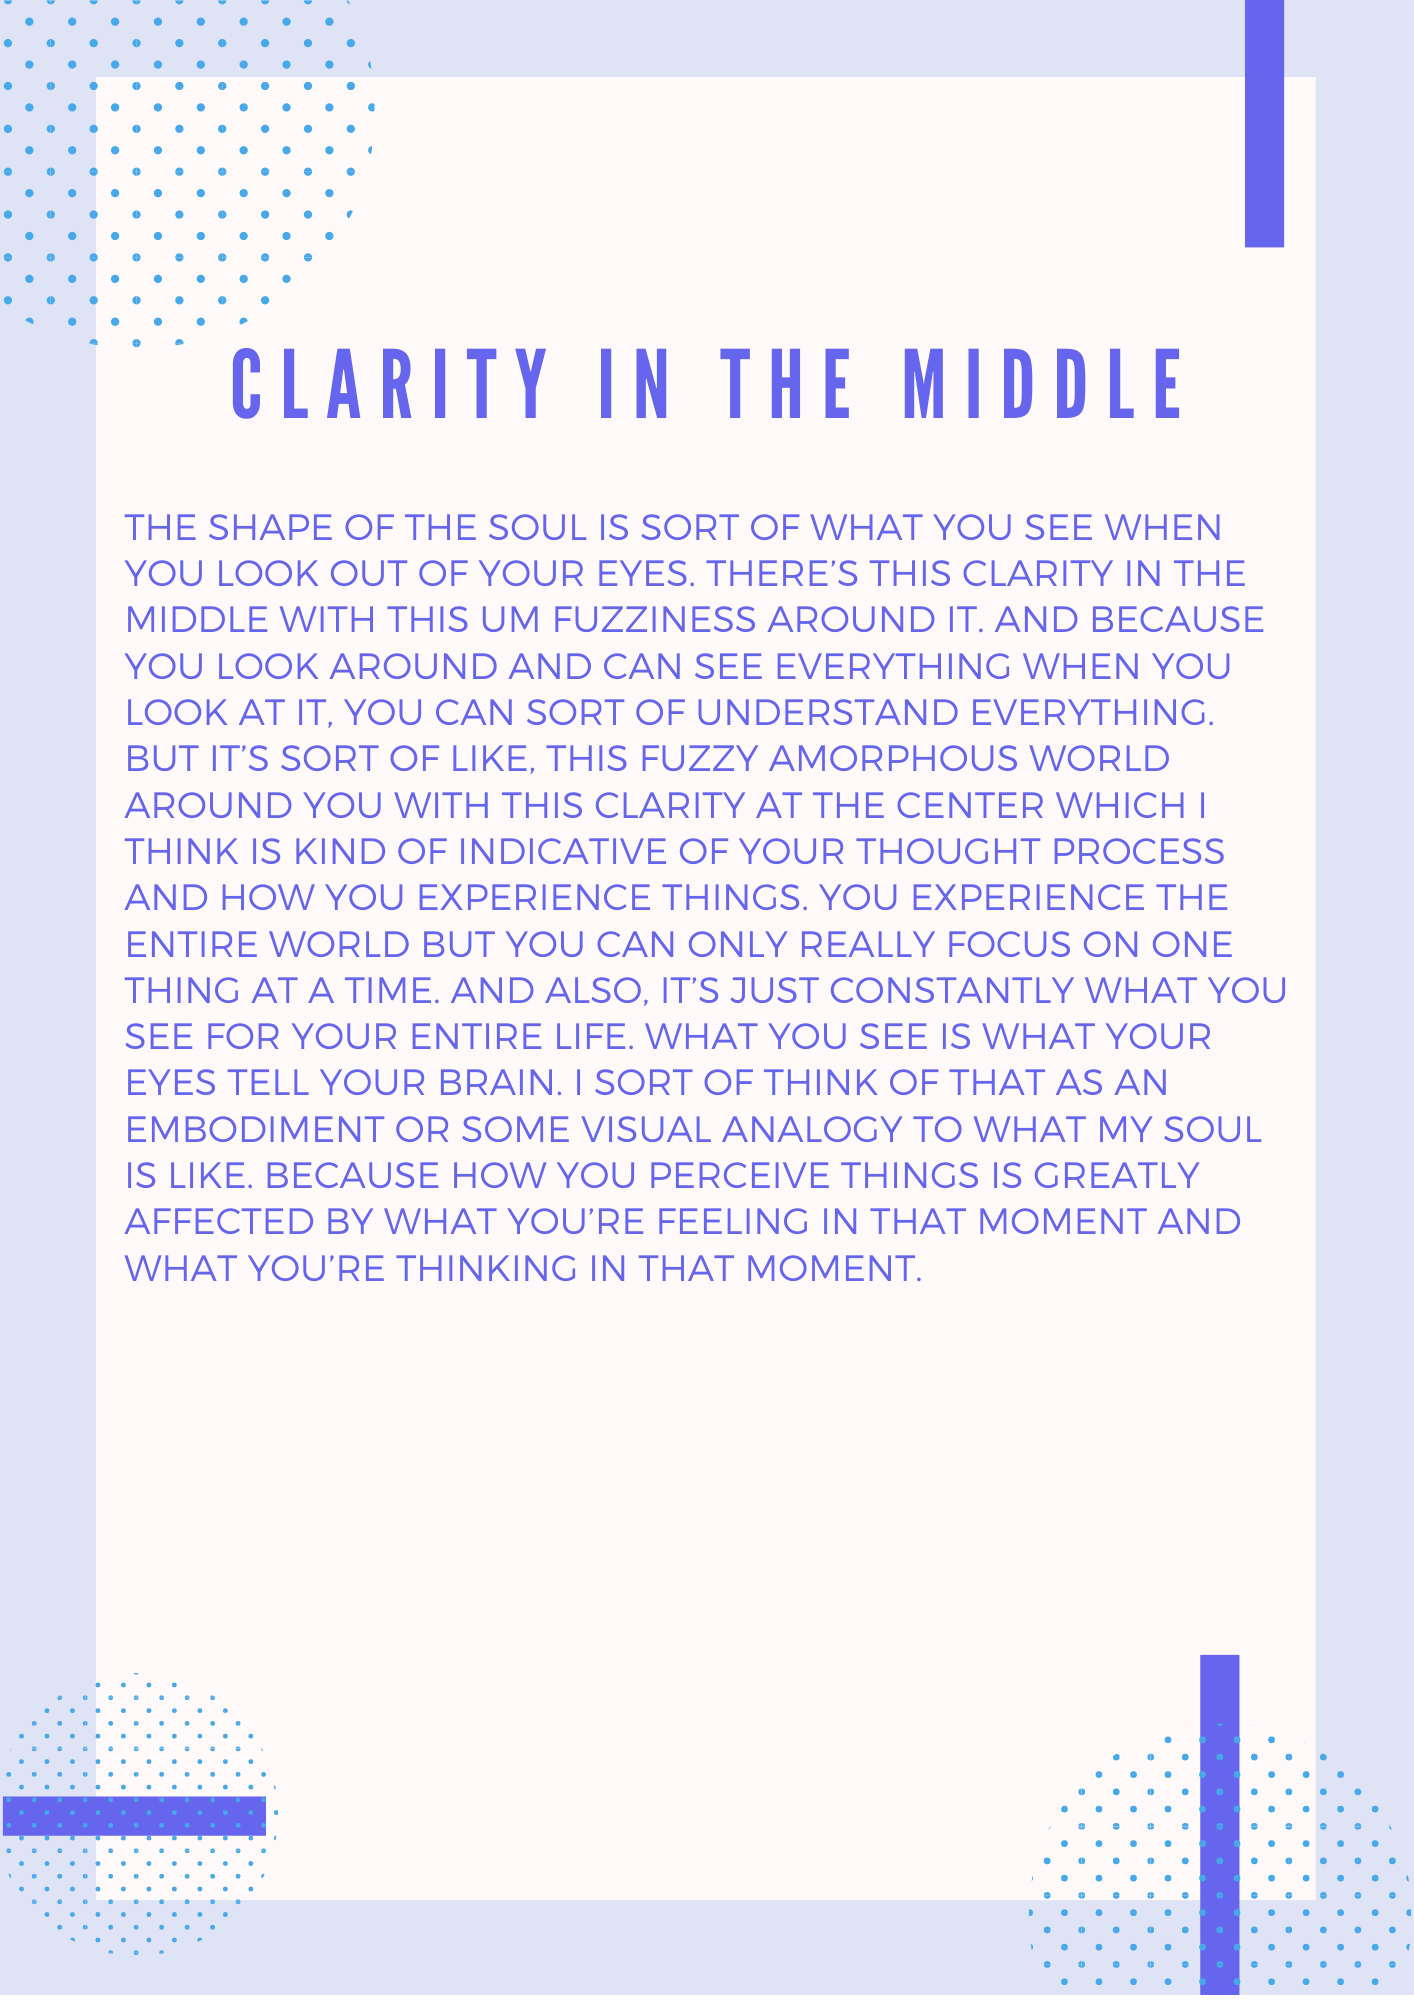 CLARITY IN THE MIDDLE
THE SHAPE OF THE SOUL IS SORT OF WHAT YOU SEE WHEN
YOU LOOK OUT OF YOUR EYES. THERE’S THIS CLARITY IN THE
MIDDLE WITH THIS UM FUZZINESS AROUND IT. AND BECAUSE
YOU LOOK AROUND AND CAN SEE EVERYTHING WHEN YOU
LOOK AT IT, YOU CAN SORT OF UNDERSTAND EVERYTHING.
BUT IT’S SORT OF LIKE, THIS FUZZY AMORPHOUS WORLD
AROUND YOU WITH THIS CLARITY AT THE CENTER WHICH I
THINK IS KIND OF INDICATIVE OF YOUR THOUGHT PROCESS
AND HOW YOU EXPERIENCE THINGS. YOU EXPERIENCE THE
ENTIRE WORLD BUT YOU CAN ONLY REALLY FOCUS ON ONE
THING AT A TIME. AND ALSO, IT’S JUST CONSTANTLY WHAT YOU
SEE FOR YOUR ENTIRE LIFE. WHAT YOU SEE IS WHAT YOUR
EYES TELL YOUR BRAIN. I SORT OF THINK OF THAT AS AN
EMBODIMENT OR SOME VISUAL ANALOGY TO WHAT MY SOUL
IS LIKE. BECAUSE HOW YOU PERCEIVE THINGS IS GREATLY
AFFECTED BY WHAT YOU’RE FEELING IN THAT MOMENT AND
WHAT YOU’RE THINKING IN THAT MOMENT.